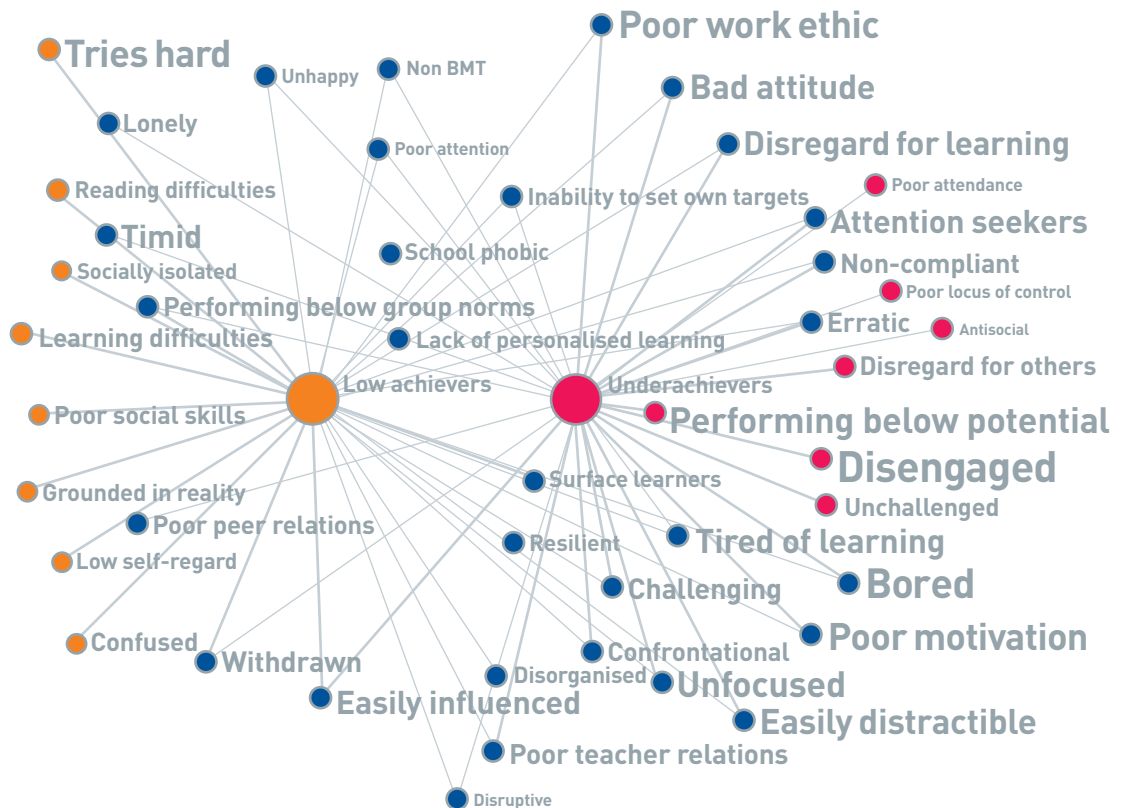 Poor work ethic
Tries hard
Unhappy
Non BMT
Bad attitude
Lonely
Poor attention
Disregard for learning
Reading difficulties
Inability to set own targets
Poor attendance
Timid
Attention seekers
School phobic
Socially isolated
Non-compliant
Poor locus of control
Performing below group norms
Erratic
Antisocial
Learning difficulties
Lack of personalised learning
Disregard for others
Low achievers
Underachievers
Poor social skills
Performing below potential
Disengaged
Surface learners
Grounded in reality
Unchallenged
Poor peer relations
Resilient
Tired of learning
Low self-regard
Challenging
Bored
Confused
Poor motivation
Confrontational
Withdrawn
Disorganised
Unfocused
Easily influenced
Easily distractible
Poor teacher relations
Disruptive